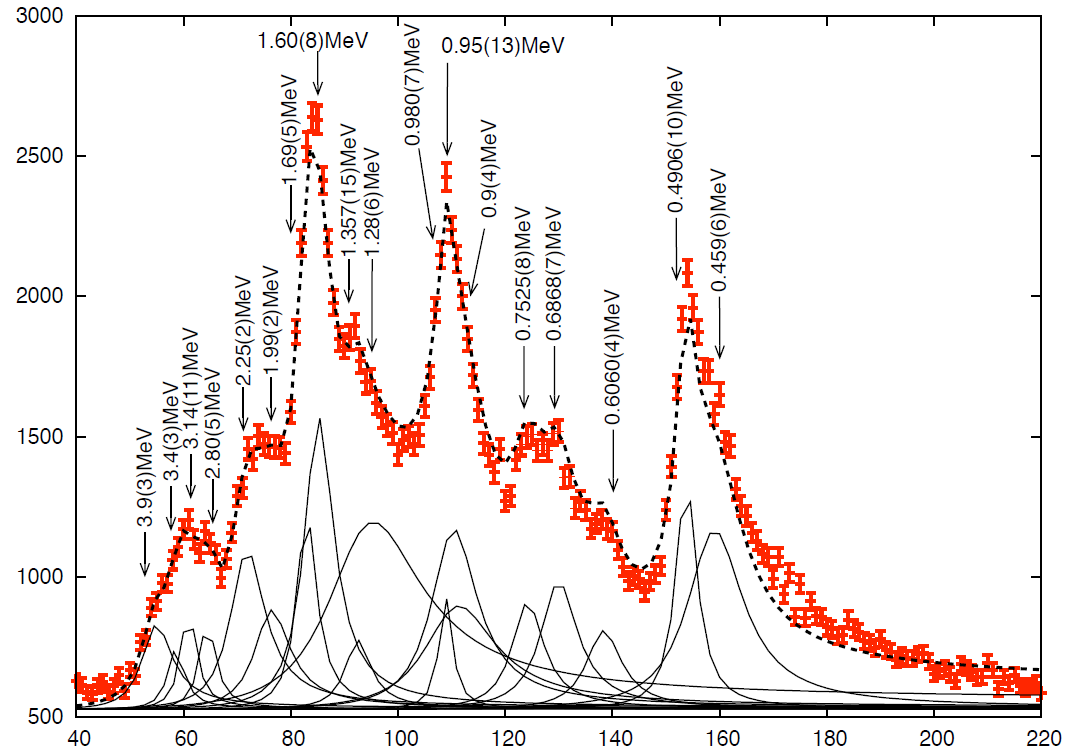 3000
2500
2000
1500
1000
500
40
60
80
100
120
140
160
180
200
220
3.9(3)MeV
3.4(3)MeV
3.14(11)MeV
2.80(5)MeV
2.25(2)MeV
1.99(2)MeV
1.69(5)MeV
1.60(8)MeV
1.357(15)MeV
1.28(6)MeV
0.980(7)MeV
0.95(13)MeV
0.9(4)MeV
0.7525(8)MeV
0.6868(7)MeV
0.6060(4)MeV
0.4906(10)MeV
0.459(6)MeV